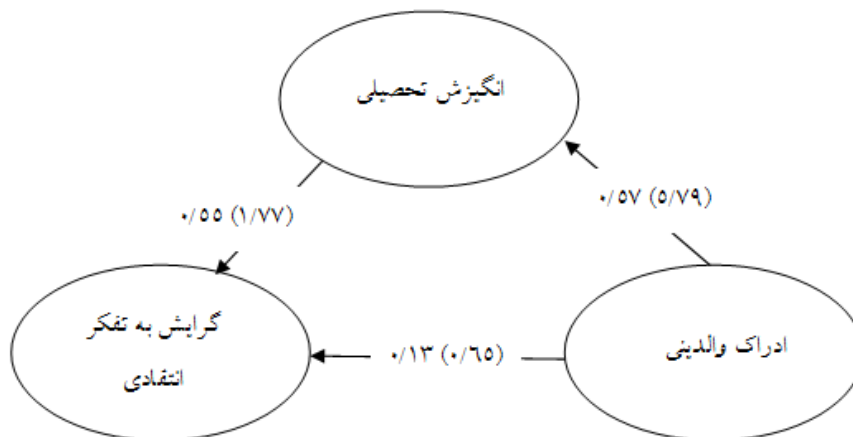 انگیزش تحصیلی
۰/۵۷ (۵/۷۹)
۰/۵۵ (۱/۷۷)
ادراک والدینی
۰/۱۳ (۰/۶۵)
گرایش به تفکر
انتقادی